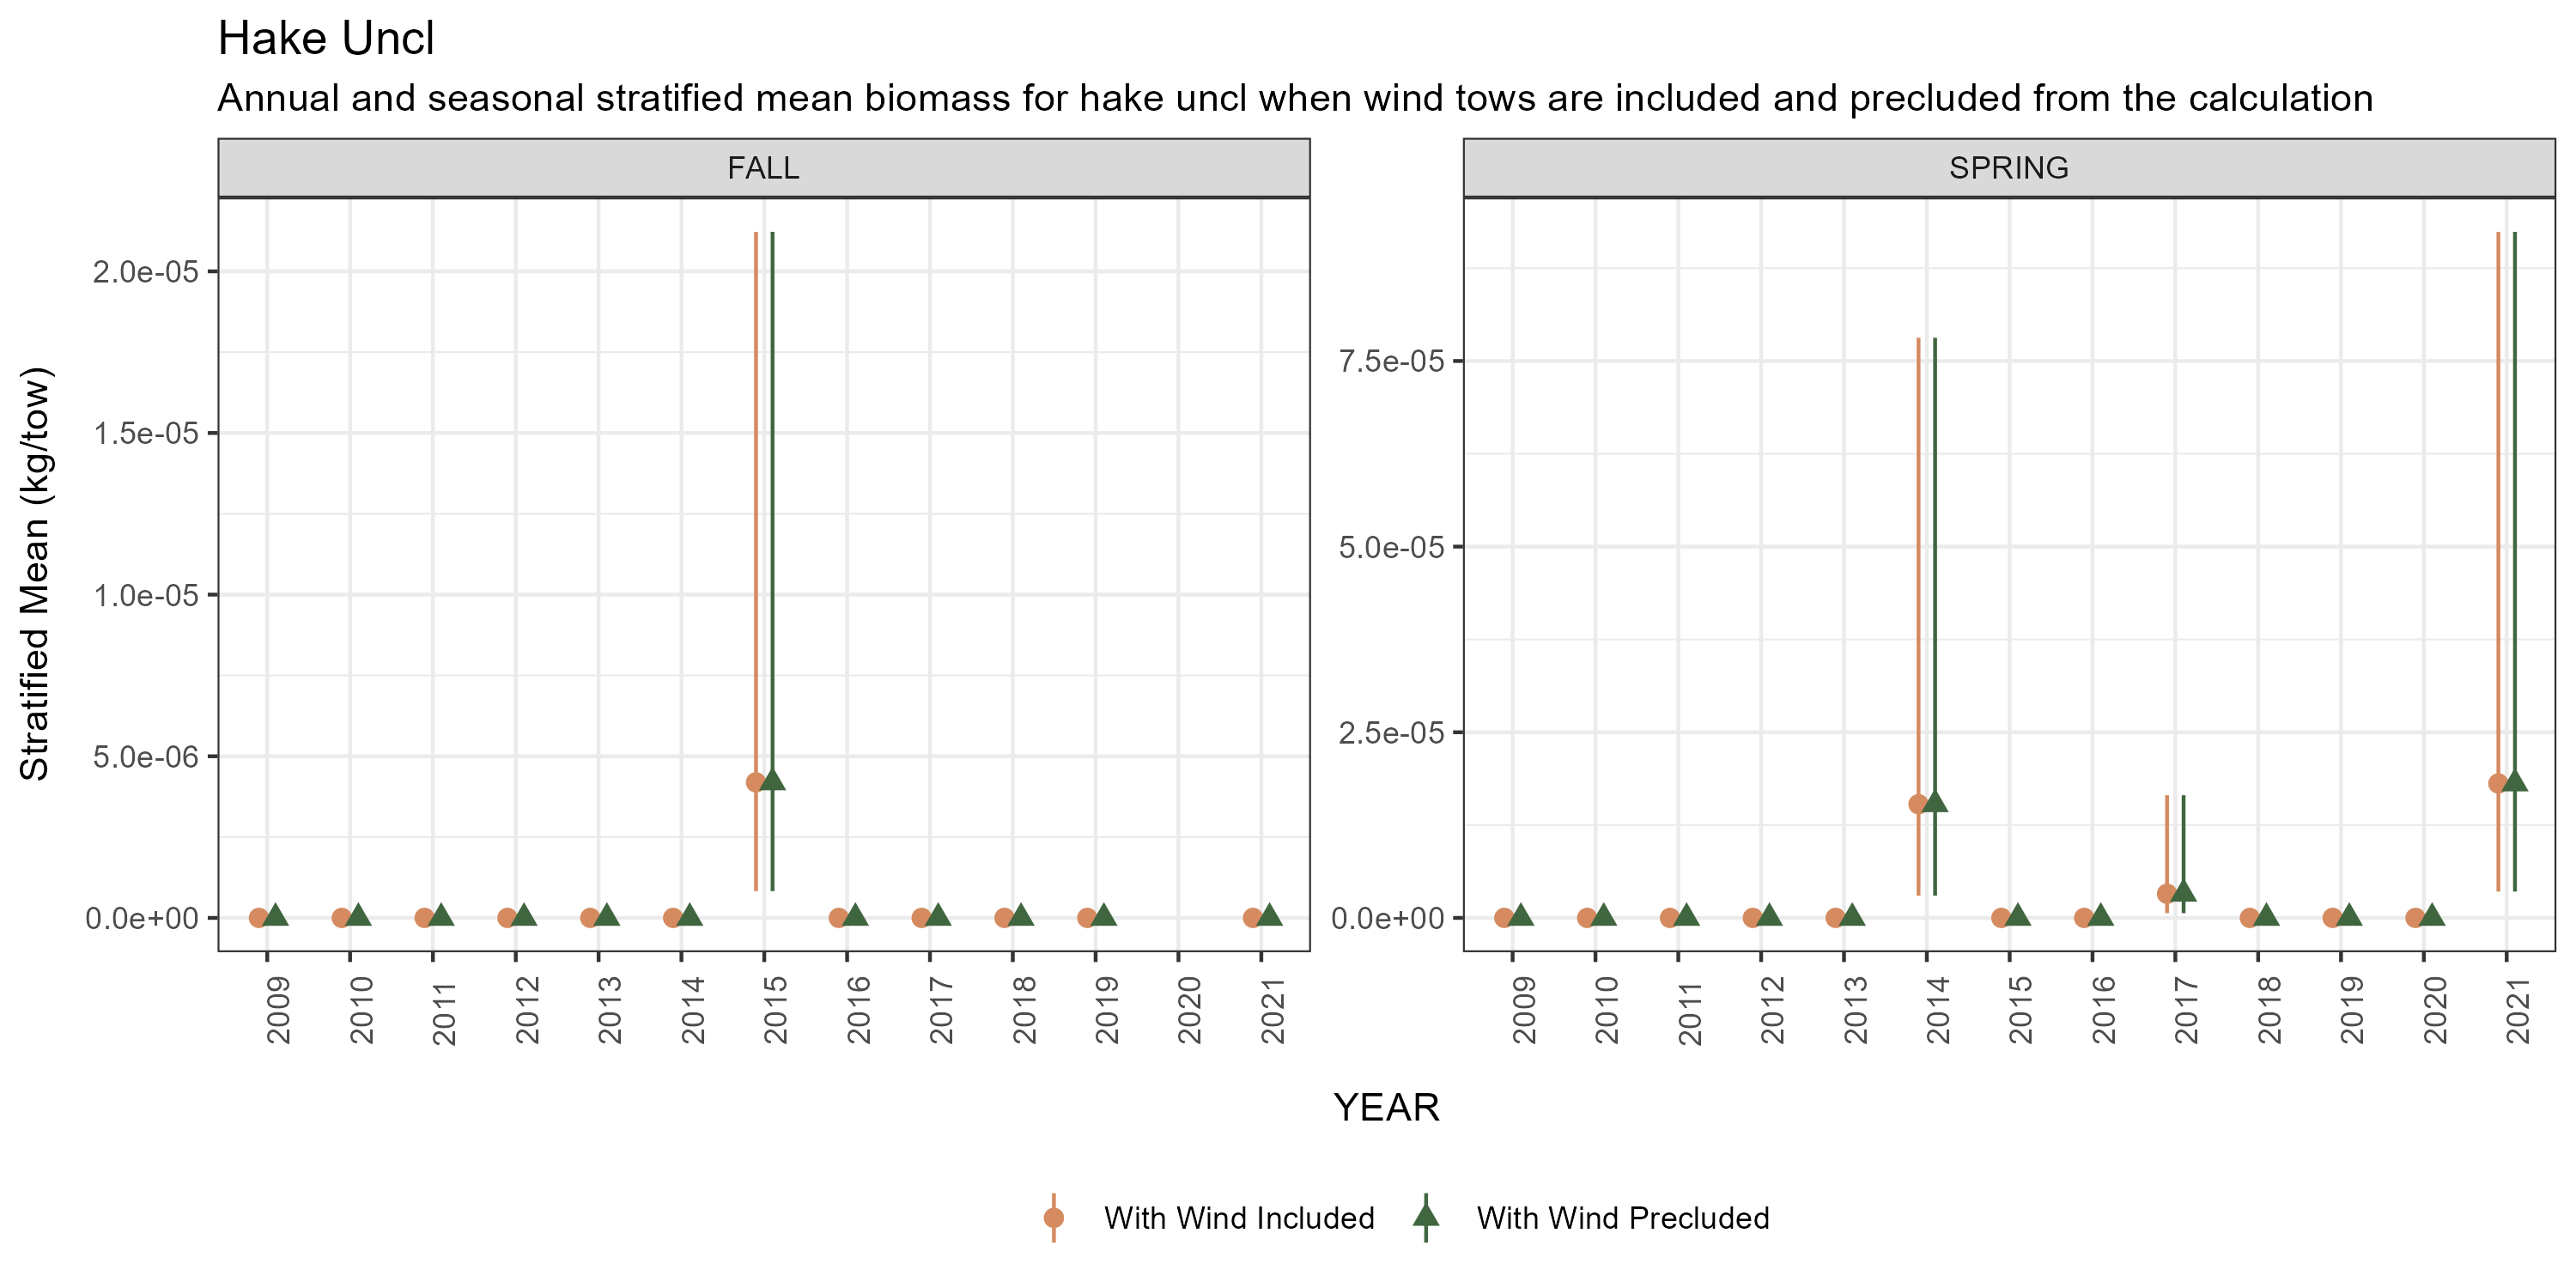 Hake Uncl
Annual and seasonal stratified mean biomass for hake uncl when wind tows are included and precluded from the calculation
FALL
SPRING
Stratified Mean (kg/tow)
2.0e-05
1.5e-05
1.0e-05
5.0e-06
0.0e+00
7.5e-05
5.0e-05
2.5e-05
0.0e+00
2009 2010 2011 2012 2013 2014 2015 2016 2017 2018 2019 2020 2021
2009 2010 2011 2012 2013 2014 2015 2016 2017 2018 2019 2020 2021
YEAR
With Wind Included
With Wind Precluded